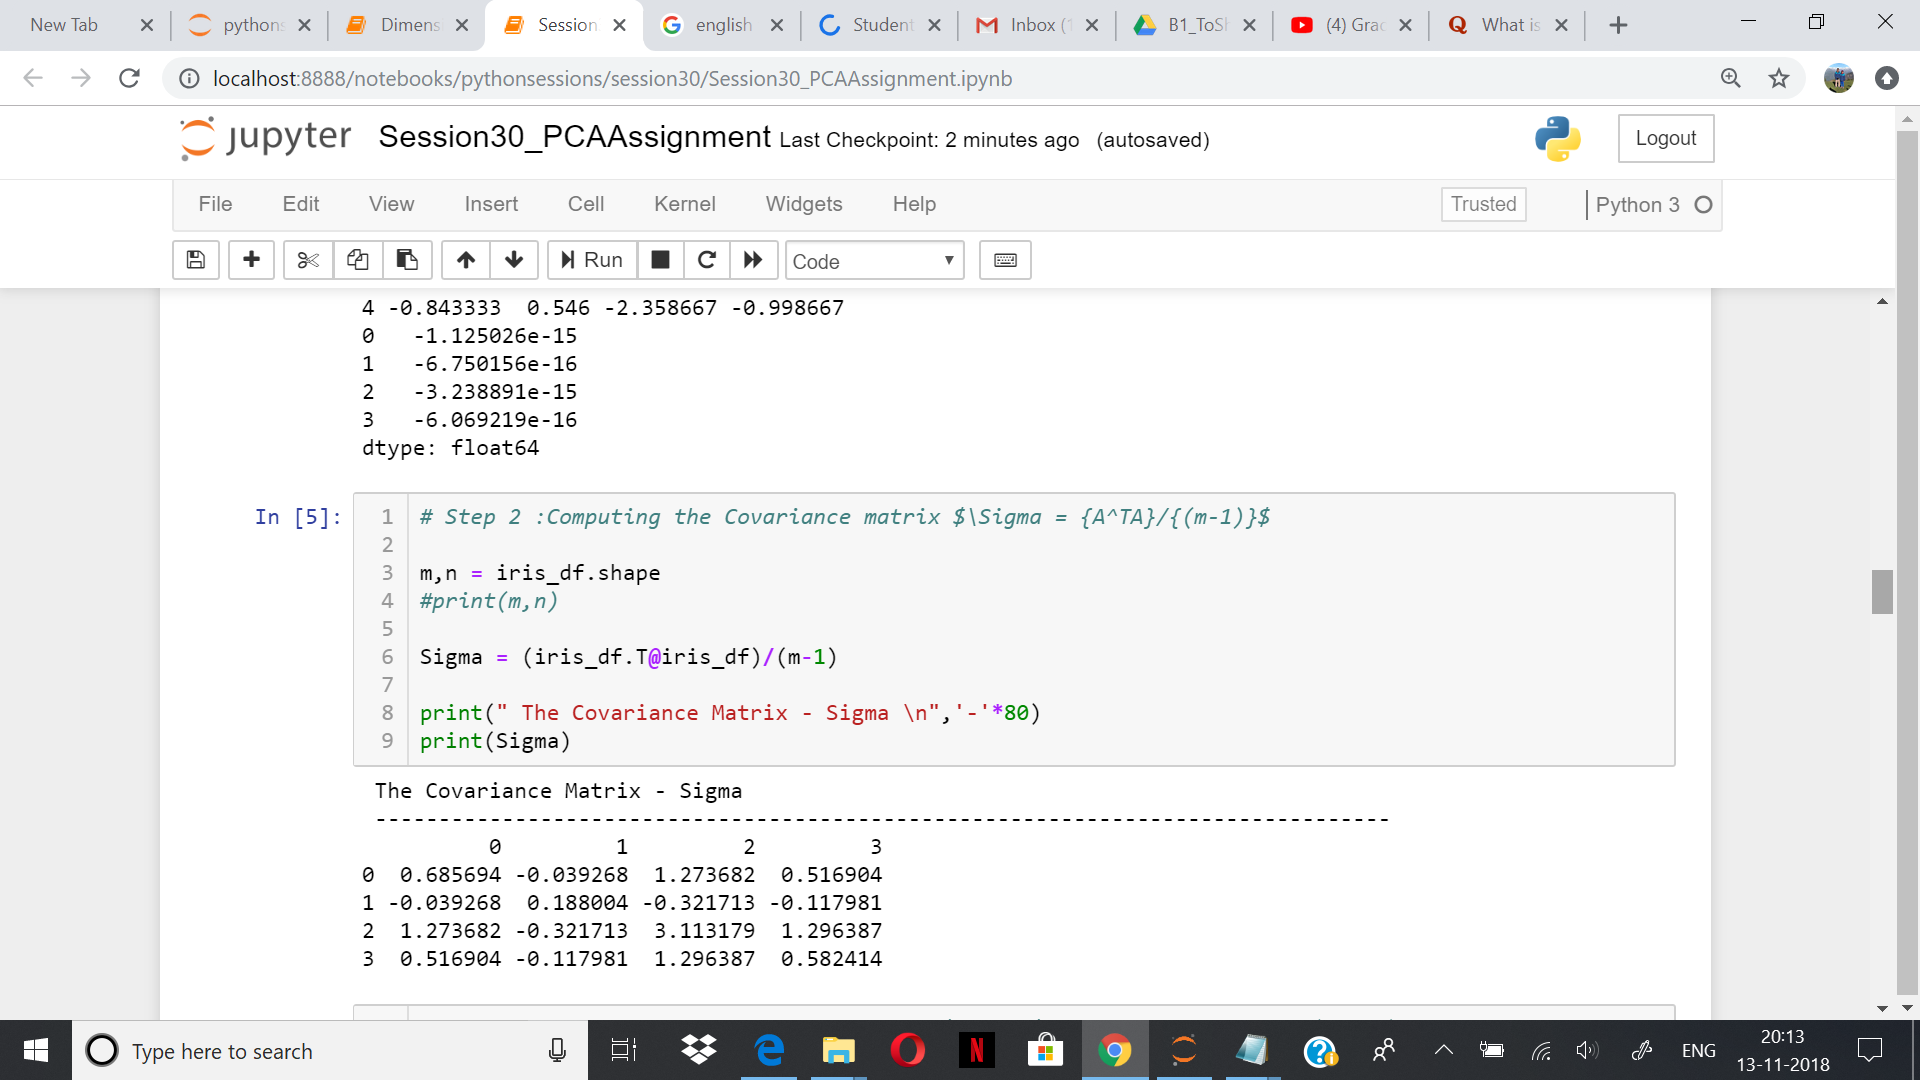 New Tab
pythons
Dimens
Session
english
Student
Inbox (1
B1_ToSh
(4) Grac
What is
localhost:8888/notebooks/pythonsessions/session30/Session30_PCAAssignment.ipynb
jupyter Session30_PCAAssignment Last Checkpoint: 2 minutes ago (autosaved)
Logout
File Edit View Insert Cell Kernel Widgets Help
Trusted
Python 3
Run
Code
4 -0.843333 0.546 -2.358667 -0.998667
0 -1.125026e-15
1 -6.750156e-16
2 -3.238891e-15
3 -6.069219e-16
dtype: float64
In [5]:
1 # Step 2 :Computing the Covariance matrix $\Sigma = {A^TA}/{(m-1)}$
2
3 m,n = iris_df.shape
4 #print(m,n)
5
6 Sigma = (iris_df.T@iris_df)/(m-1)
7
8 print(" The Covariance Matrix - Sigma \n",'-'*80)
9 print(Sigma)
The Covariance Matrix - Sigma
--------------------------------------------------------------------------------
0 1 2 3
0 0.685694 -0.039268 1.273682 0.516904
1 -0.039268 0.188004 -0.321713 -0.117981
2 1.273682 -0.321713 3.113179 1.296387
3 0.516904 -0.117981 1.296387 0.582414
Type here to search
ENG
20:13
13-11-2018